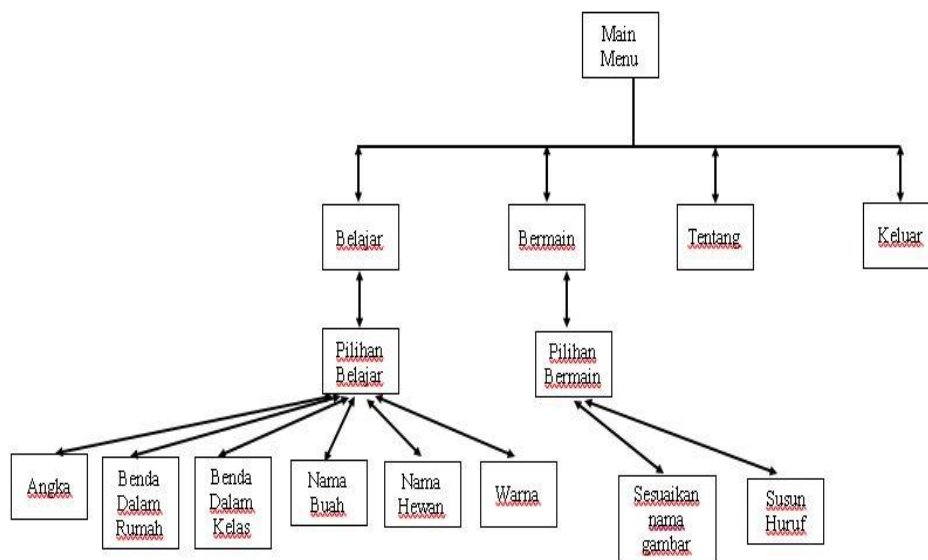 Main
Menu
Belajar
Bermain
Tentang
Keluar
Pilihan
Belajar
Pilihan
Bermain
Angka
Benda
Dalam
Rumah
Benda
Dalam
Kelas
Nama
Buah
Nama
Hewan
Warna
Sesuaikan
nama
gambar
Susun
Huruf